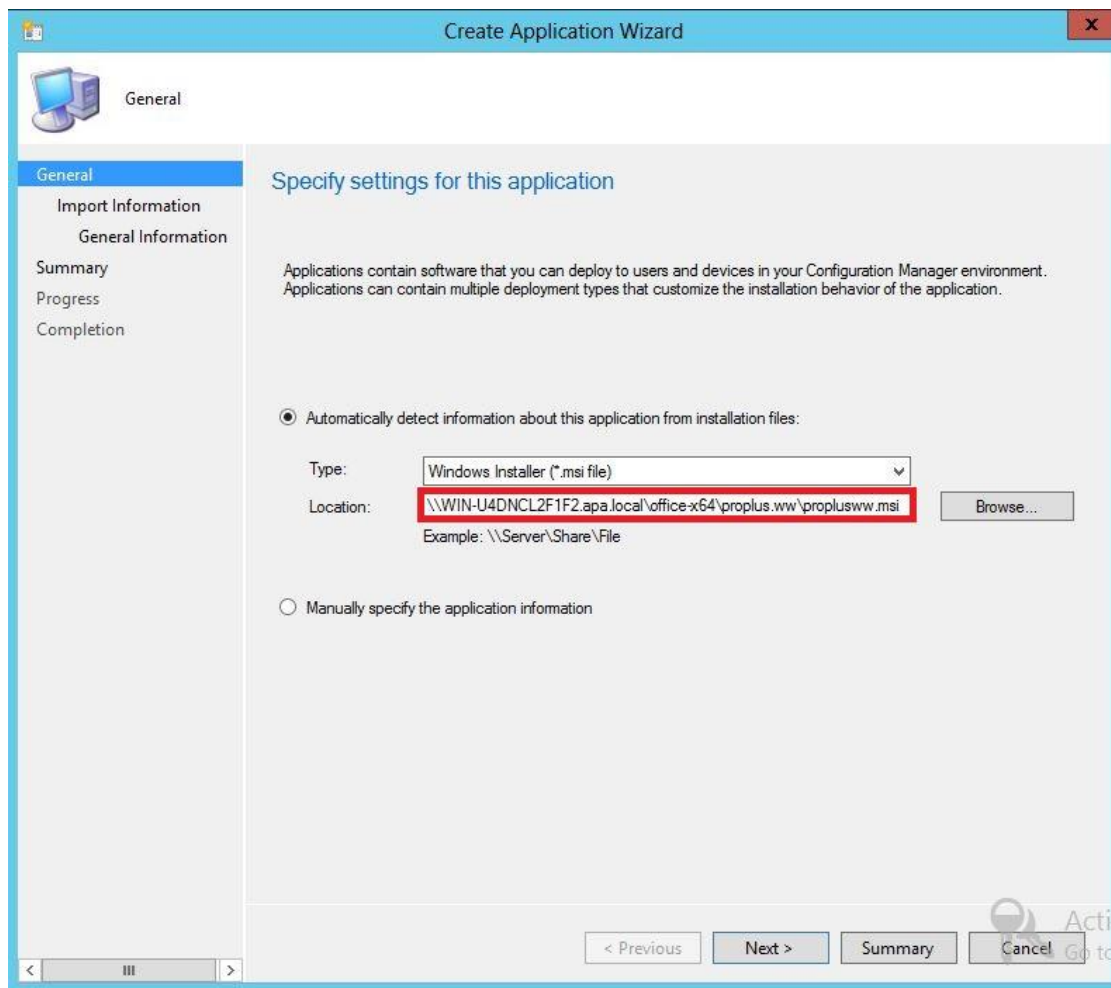 Create Application Wizard
x
General
General
Import Information
General Information
Summary
Progress
Completion
Specify settings for this application
Applications contain software that you can deploy to users and devices in your Configuration Manager environment.
Applications can contain multiple deployment types that customize the installation behavior of the application.
Automatically detect information about this application from installation files:
Type:
Windows Installer (*.msi file)
Location:
\\WIN-U4DNCL2F1F2.apa.local\office-x64\proplus.ww\proplusww.msi
Browse...
Example: \\Server\Share\File
Manually specify the application information
< Previous
Next >
Summary
Cancel
Acti
Go to